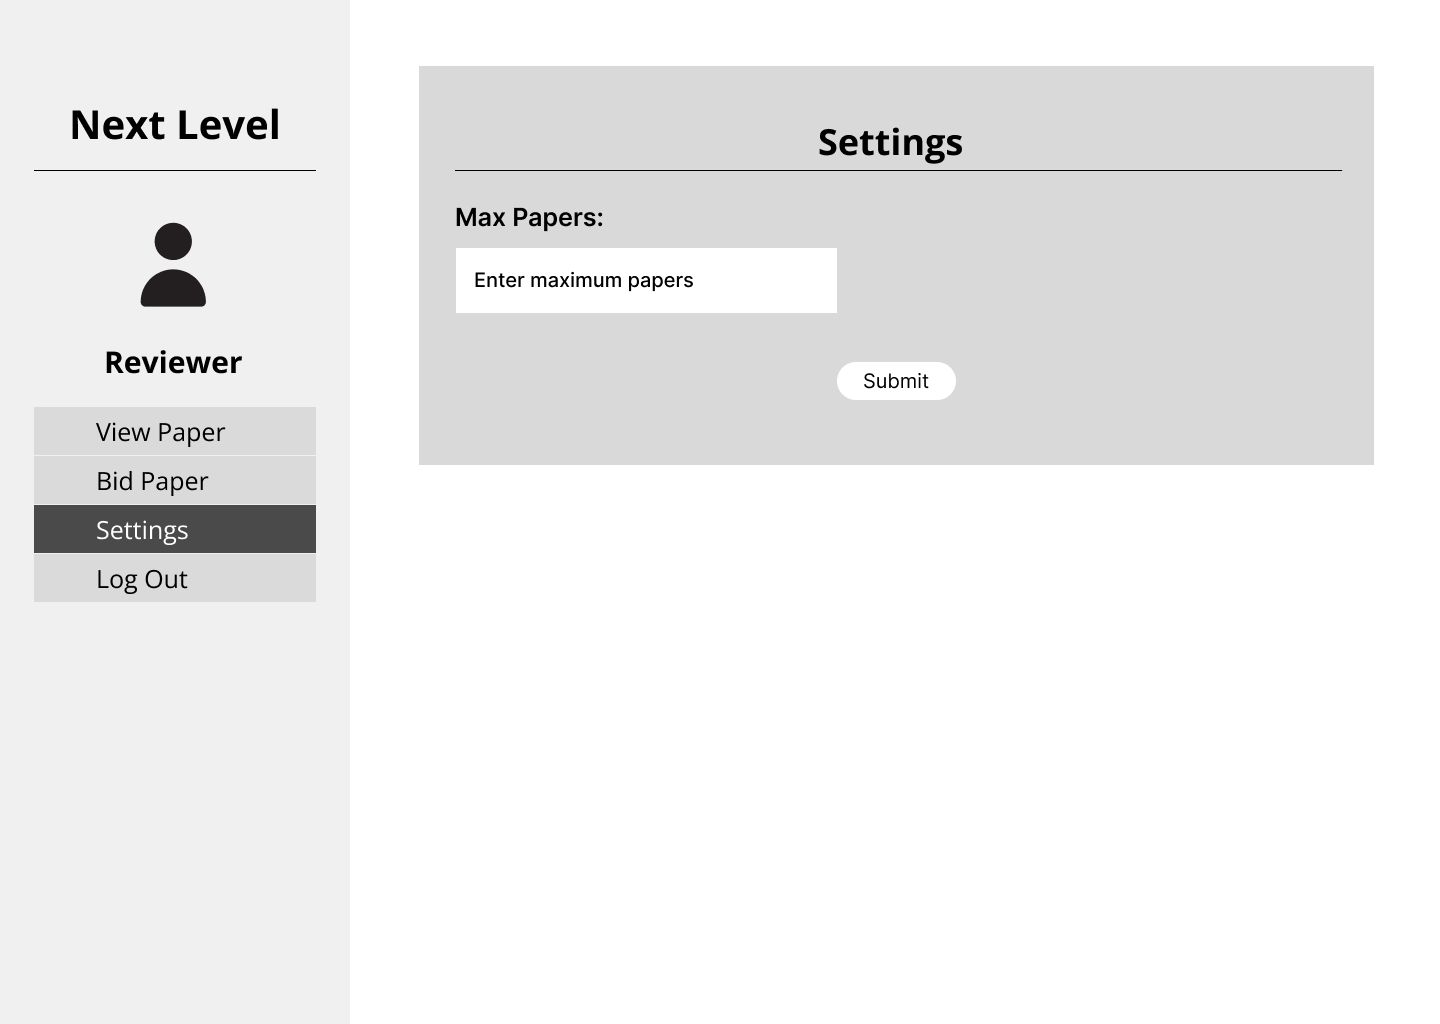 Next Level
Reviewer
View Paper
Bid Paper
Settings
Log Out
Settings
Max Papers:
Enter maximum papers
Submit